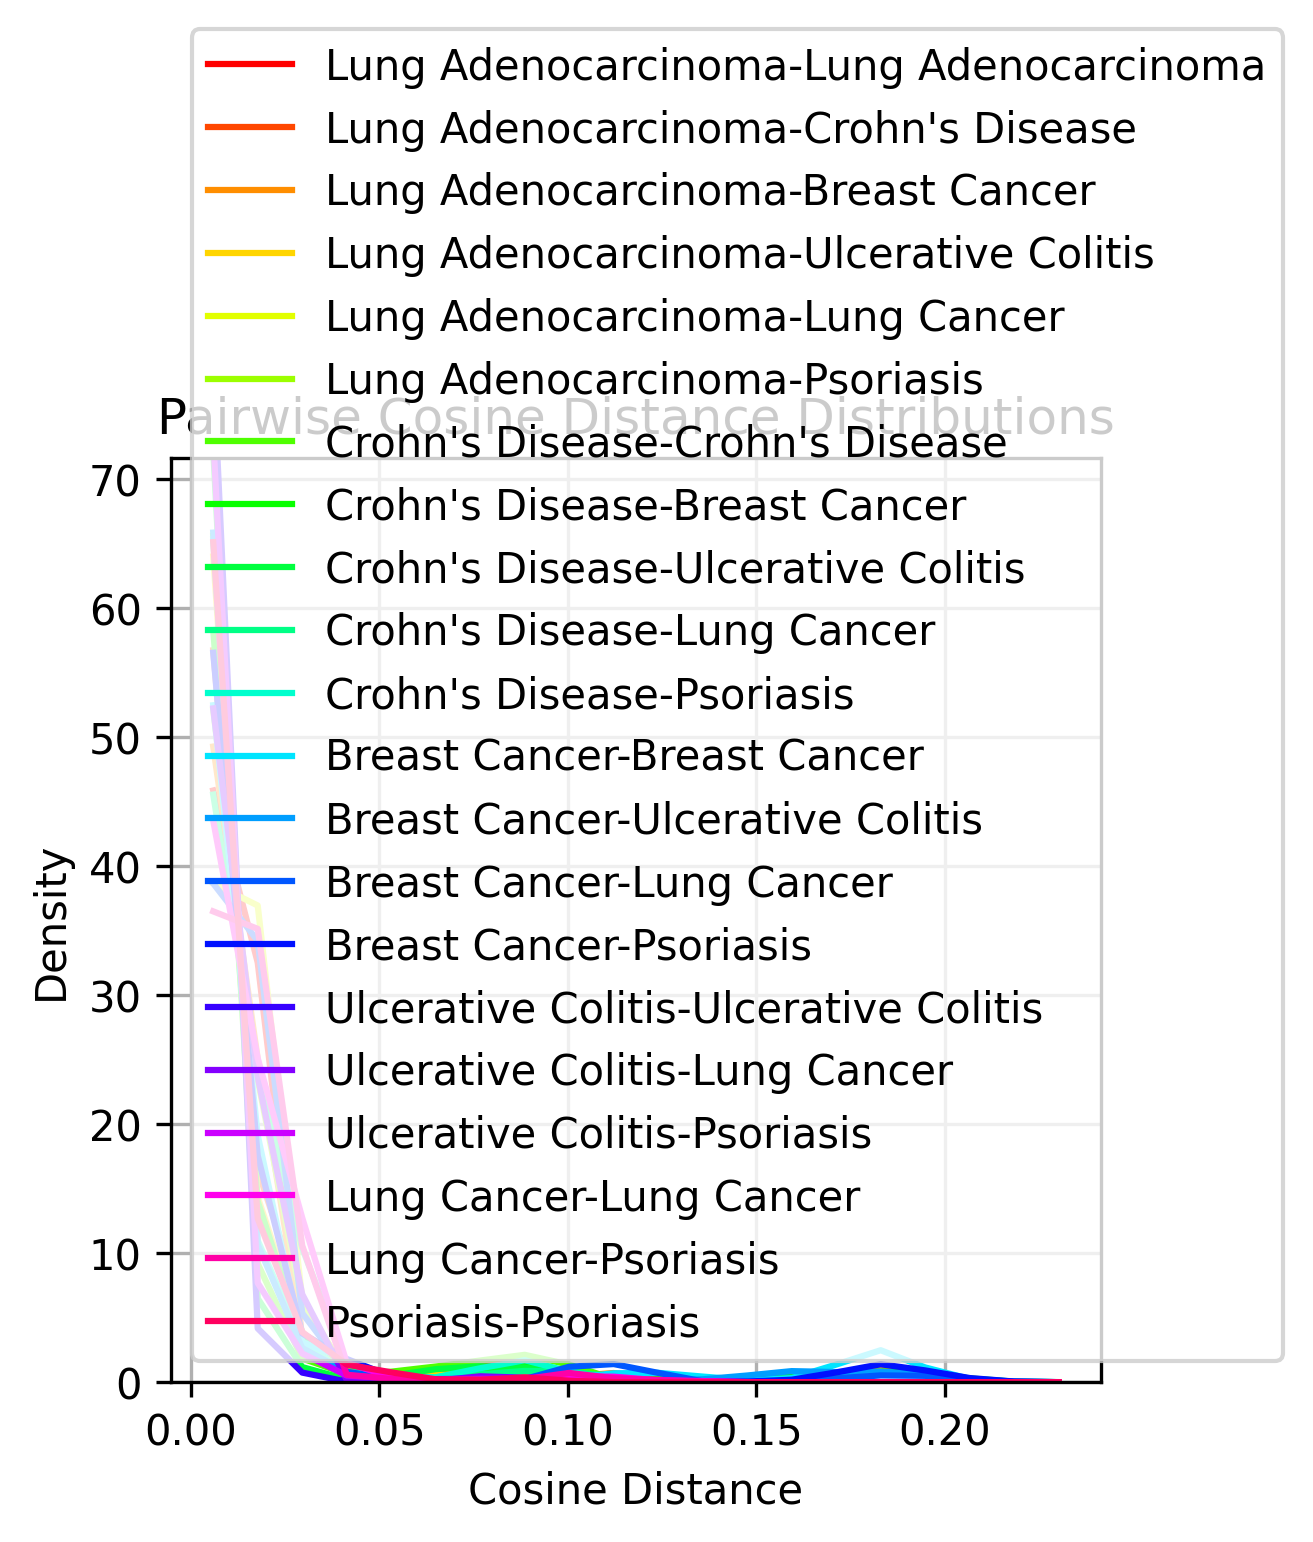 Lung Adenocarcinoma-Lung Adenocarcinoma
Lung Adenocarcinoma-Crohn's Disease
Lung Adenocarcinoma-Breast Cancer
Lung Adenocarcinoma-Ulcerative Colitis
Lung Adenocarcinoma-Lung Cancer
Lung Adenocarcinoma-Psoriasis
Pairwise Cosine Distance Distributions
Crohn's Disease-Crohn's Disease
Crohn's Disease-Breast Cancer
Crohn's Disease-Ulcerative Colitis
Crohn's Disease-Lung Cancer
Crohn's Disease-Psoriasis
Breast Cancer-Breast Cancer
Breast Cancer-Ulcerative Colitis
Breast Cancer-Lung Cancer
Breast Cancer-Psoriasis
Ulcerative Colitis-Ulcerative Colitis
Ulcerative Colitis-Lung Cancer
Ulcerative Colitis-Psoriasis
Lung Cancer-Lung Cancer
Lung Cancer-Psoriasis
Psoriasis-Psoriasis
70
60
50
40
30
20
10
0
Density
0.00 0.05 0.10 0.15 0.20
Cosine Distance